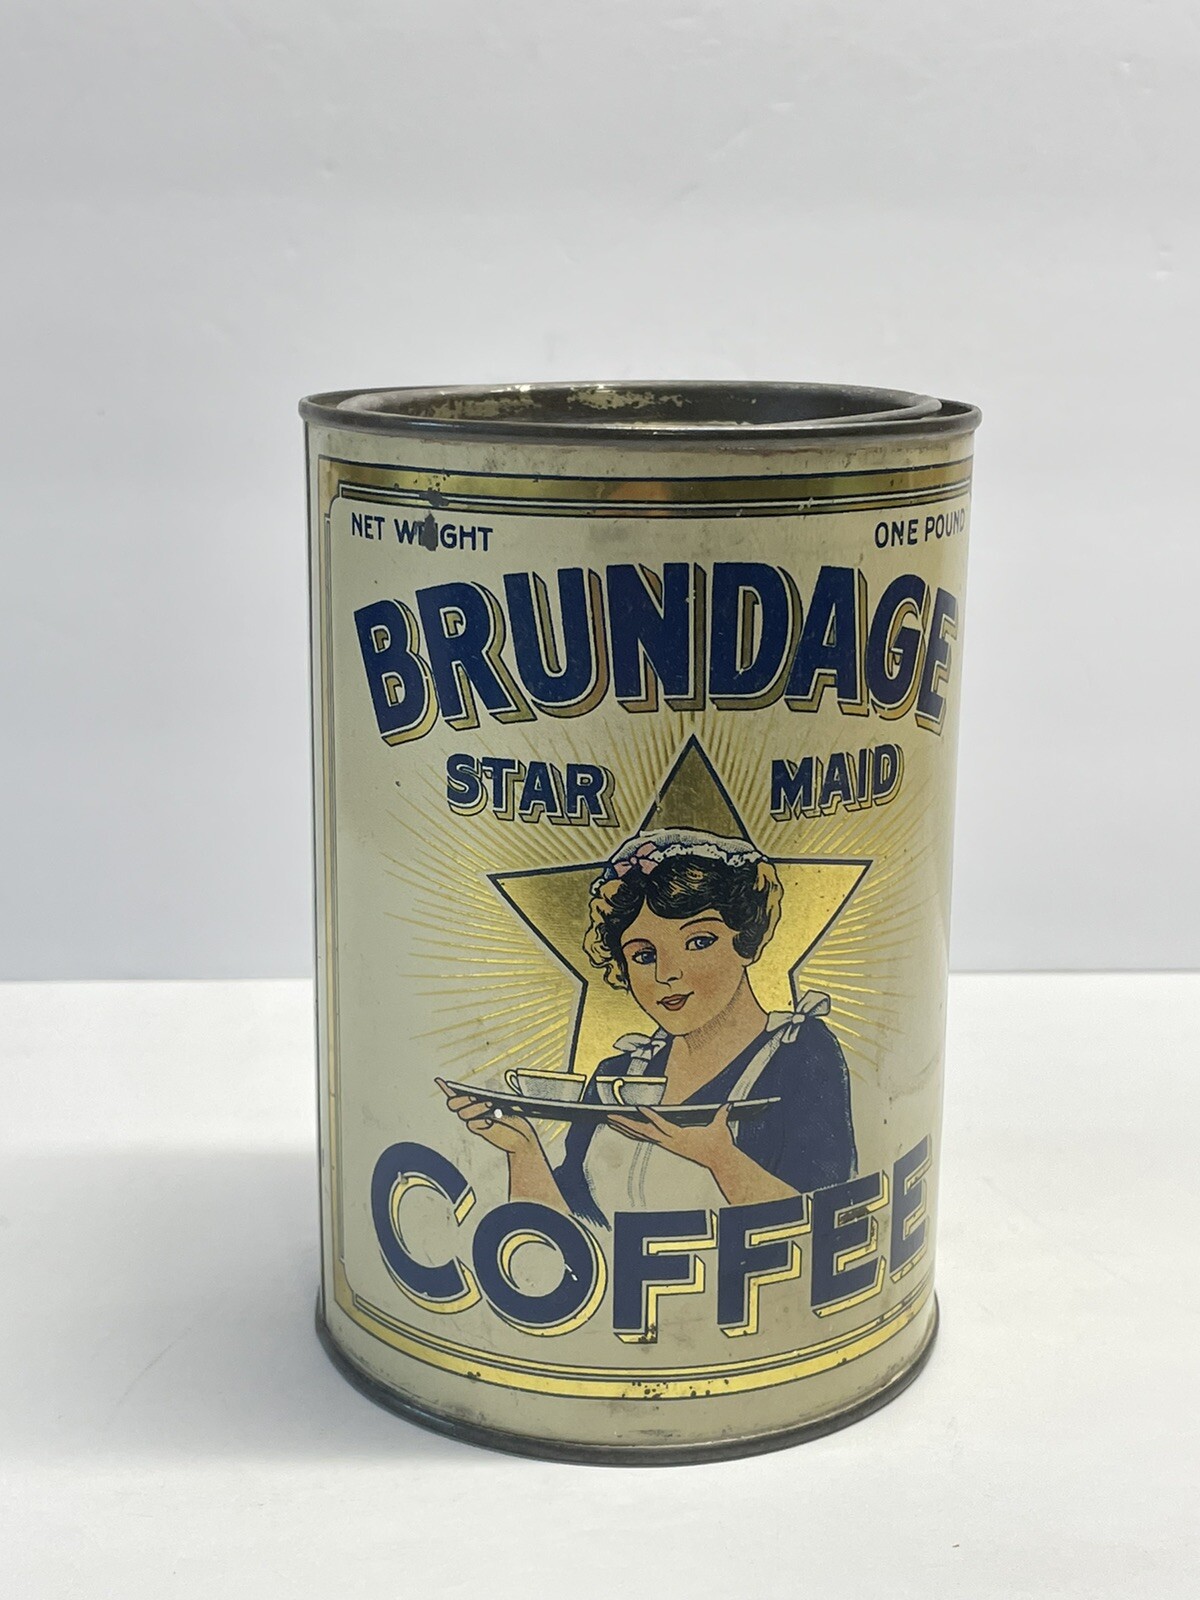 NET WEIGHT ONE POUND
BRUNDAGE
STAR MAID
COFFEE